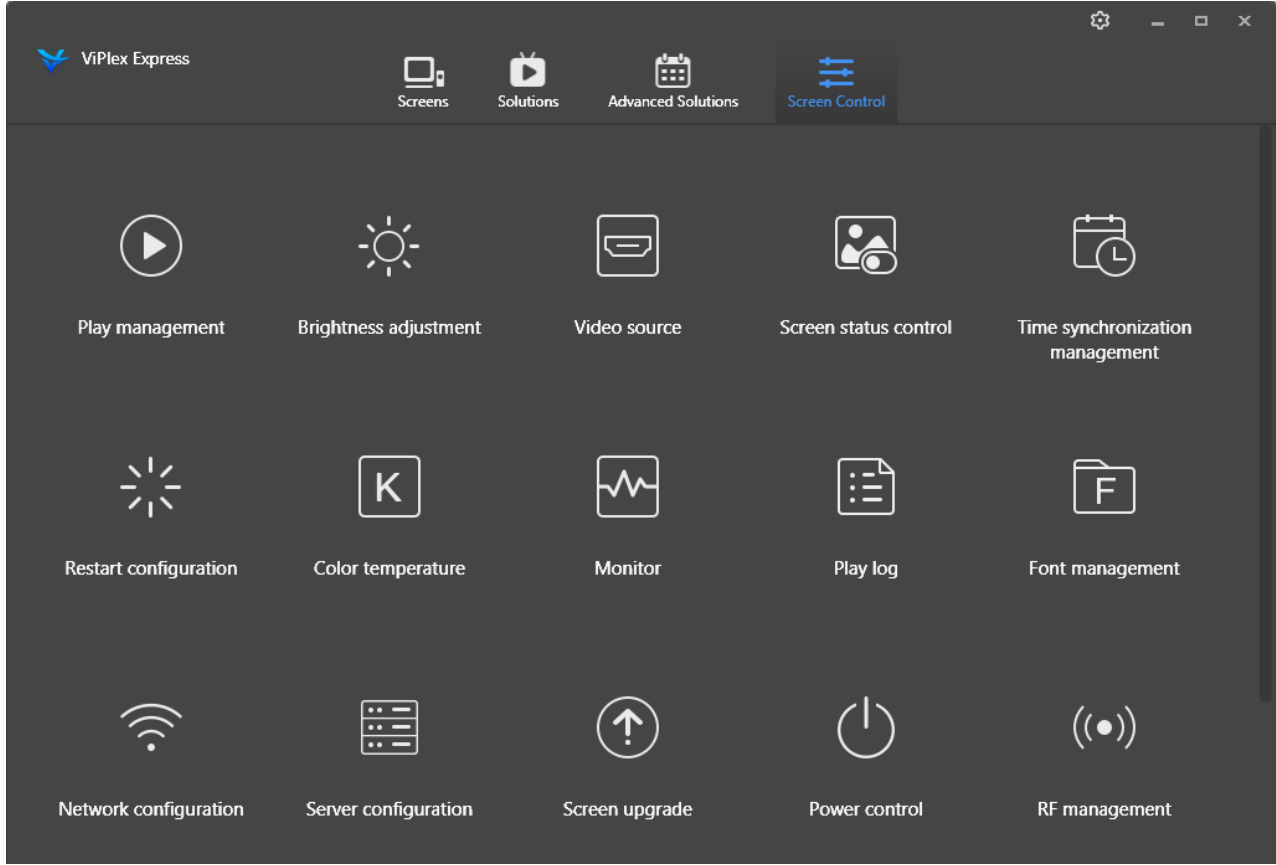 ViPlex Express
Screens
Solutions
Advanced Solutions
Screen Control
Play management
Brightness adjustment
Video source
Screen status control
Time synchronization
management
Restart configuration
K
Color temperature
Monitor
Play log
F
Font management
Network configuration
Server configuration
Screen upgrade
Power control
RF management